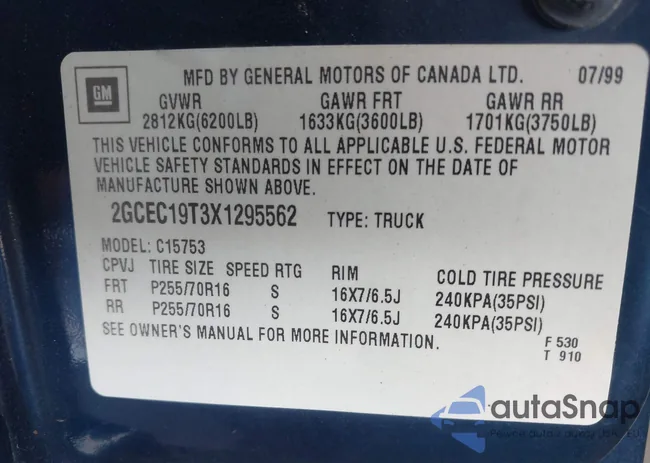 GM
MFD BY GENERAL MOTORS OF CANADA LTD. 07/99
GVWR GAWR FRT GAWR RR
2812KG(6200LB) 1633KG(3600LB) 1701KG(3750LB)
THIS VEHICLE CONFORMS TO ALL APPLICABLE U.S. FEDERAL MOTOR
VEHICLE SAFETY STANDARDS IN EFFECT ON THE DATE OF
MANUFACTURE SHOWN ABOVE.
2GCEC19T3X1295562 TYPE: TRUCK
MODEL: C15753
CPVJ TIRE SIZE SPEED RTG RIM COLD TIRE PRESSURE
FRT P255/70R16 S 16X7/6.5J 240KPA(35PSI)
RR P255/70R16 S 16X7/6.5J 240KPA(35PSI)
SEE OWNER'S MANUAL FOR MORE INFORMATION. F 530
T 910
autaSnap